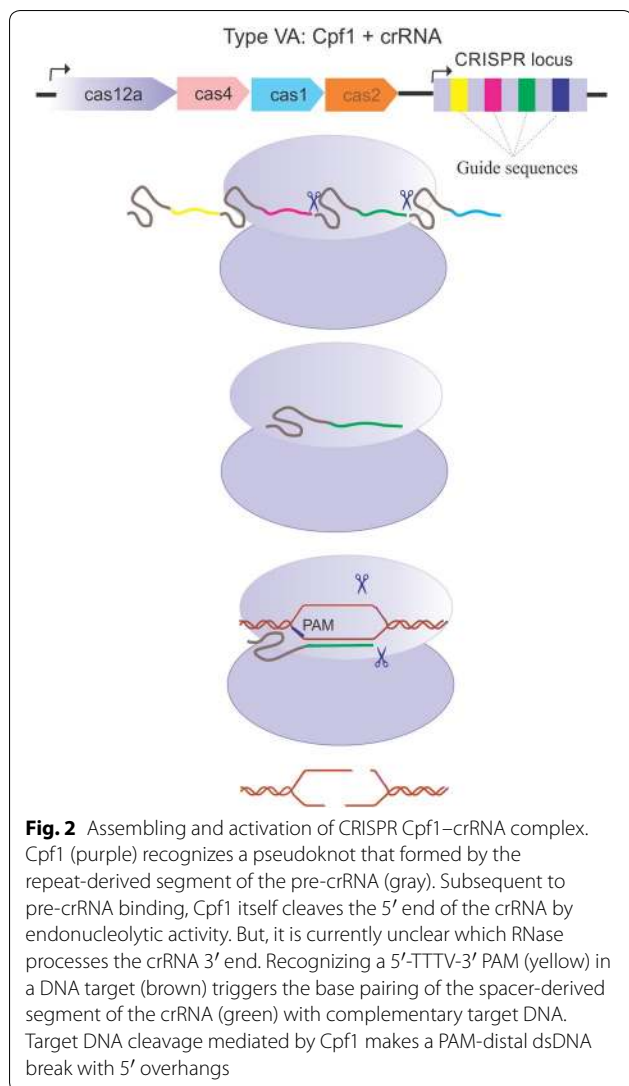 Type VA: Cpf1 + crRNA
CRISPR locus
cas12a cas4 cas1 cas2
Guide sequences
PAM
Fig. 2 Assembling and activation of CRISPR Cpf1–crRNA complex.
Cpf1 (purple) recognizes a pseudoknot that formed by the
repeat-derived segment of the pre-crRNA (gray). Subsequent to
pre-crRNA binding, Cpf1 itself cleaves the 5′ end of the crRNA by
endonucleolytic activity. But, it is currently unclear which RNase
processes the crRNA 3′ end. Recognizing a 5′-TTTV-3′ PAM (yellow) in
a DNA target (brown) triggers the base pairing of the spacer-derived
segment of the crRNA (green) with complementary target DNA.
Target DNA cleavage mediated by Cpf1 makes a PAM-distal dsDNA
break with 5′ overhangs